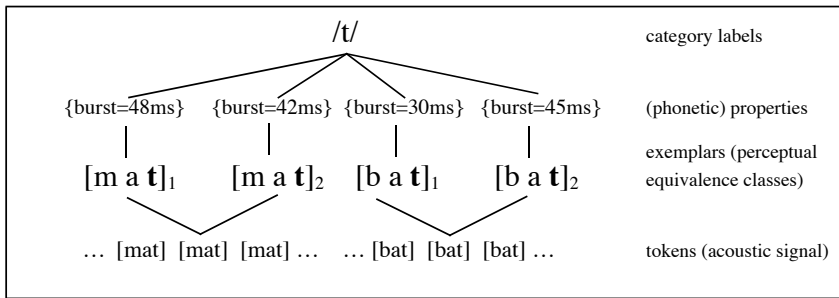 /t/ category labels
{burst=48ms} {burst=42ms} {burst=30ms} {burst=45ms} (phonetic) properties
exemplars (perceptual
[m a t]1 [m a t]2 [b a t]1 [b a t]2
equivalence classes)
… [mat] [mat] [mat] … … [bat] [bat] [bat] … tokens (acoustic signal)